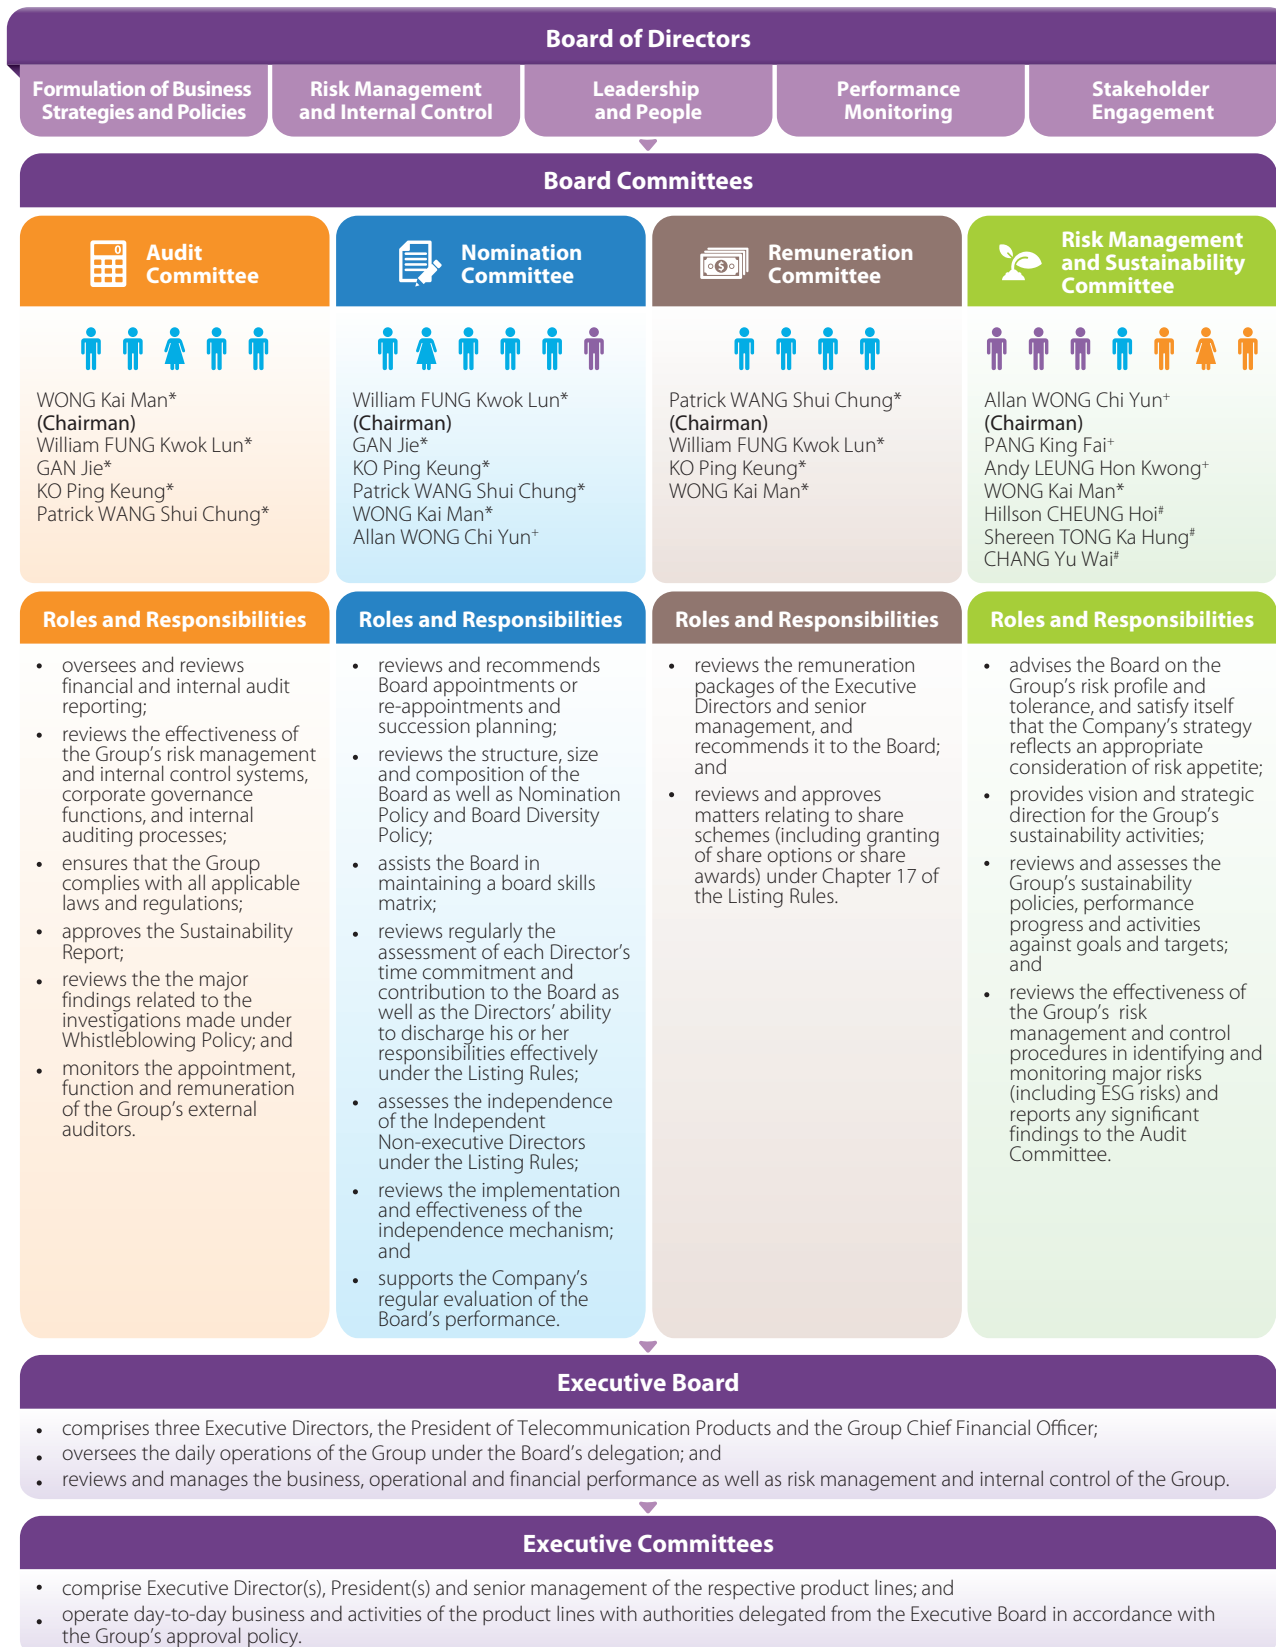 Board of Directors
Formulation of Business
Strategies and Policies
Risk Management
and Internal Control
Leadership
and People
Performance
Monitoring
Stakeholder
Engagement
Board Committees
Audit
Committee
WONG Kai Man*
(Chairman)
William FUNG Kwok Lun*
GAN Jie*
KO Ping Keung*
Patrick WANG Shui Chung*
Roles and Responsibilities
• oversees and reviews
financial and internal audit
reporting;
• reviews the effectiveness of
the Group's risk management
and internal control systems,
corporate governance
functions, and internal
auditing processes;
• ensures that the Group
complies with all applicable
laws and regulations;
• approves the Sustainability
Report;
• reviews the the major
findings related to the
investigations made under
Whistleblowing Policy; and
• monitors the appointment,
function and remuneration
of the Group's external
auditors.
Nomination
Committee
William FUNG Kwok Lun*
(Chairman)
GAN Jie*
KO Ping Keung*
Patrick WANG Shui Chung*
WONG Kai Man*
Allan WONG Chi Yun+
Roles and Responsibilities
• reviews and recommends
Board appointments or
re-appointments and
succession planning;
• reviews the structure, size
and composition of the
Board as well as Nomination
Policy and Board Diversity
Policy;
• assists the Board in
maintaining a board skills
matrix;
• reviews regularly the
assessment of each Director's
time commitment and
contribution to the Board as
well as the Directors' ability
to discharge his or her
responsibilities effectively
under the Listing Rules;
• assesses the independence
of the Independent
Non-executive Directors
under the Listing Rules;
• reviews the implementation
and effectiveness of the
independence mechanism;
and
• supports the Company's
regular evaluation of the
Board's performance.
Remuneration
Committee
Patrick WANG Shui Chung*
(Chairman)
William FUNG Kwok Lun*
KO Ping Keung*
WONG Kai Man*
Roles and Responsibilities
• reviews the remuneration
packages of the Executive
Directors and senior
management, and
recommends it to the Board;
and
• reviews and approves
matters relating to share
schemes (including granting
of share options or share
awards) under Chapter 17 of
the Listing Rules.
Risk Management
and Sustainability
Committee
Allan WONG Chi Yun+
(Chairman)
PANG King Fai+
Andy LEUNG Hon Kwong+
WONG Kai Man*
Hillson CHEUNG Hoi#
Shereen TONG Ka Hung#
CHANG Yu Wai#
Roles and Responsibilities
• advises the Board on the
Group's risk profile and
tolerance, and satisfy itself
that the Company's strategy
reflects an appropriate
consideration of risk appetite;
• provides vision and strategic
direction for the Group's
sustainability activities;
• reviews and assesses the
Group's sustainability
policies, performance
progress and activities
against goals and targets;
and
• reviews the effectiveness of
the Group's risk
management and control
procedures in identifying and
monitoring major risks
(including ESG risks) and
reports any significant
findings to the Audit
Committee.
Executive Board
• comprises three Executive Directors, the President of Telecommunication Products and the Group Chief Financial Officer;
• oversees the daily operations of the Group under the Board's delegation; and
• reviews and manages the business, operational and financial performance as well as risk management and internal control of the Group.
Executive Committees
• comprise Executive Director(s), President(s) and senior management of the respective product lines; and
• operate day-to-day business and activities of the product lines with authorities delegated from the Executive Board in accordance with
the Group's approval policy.